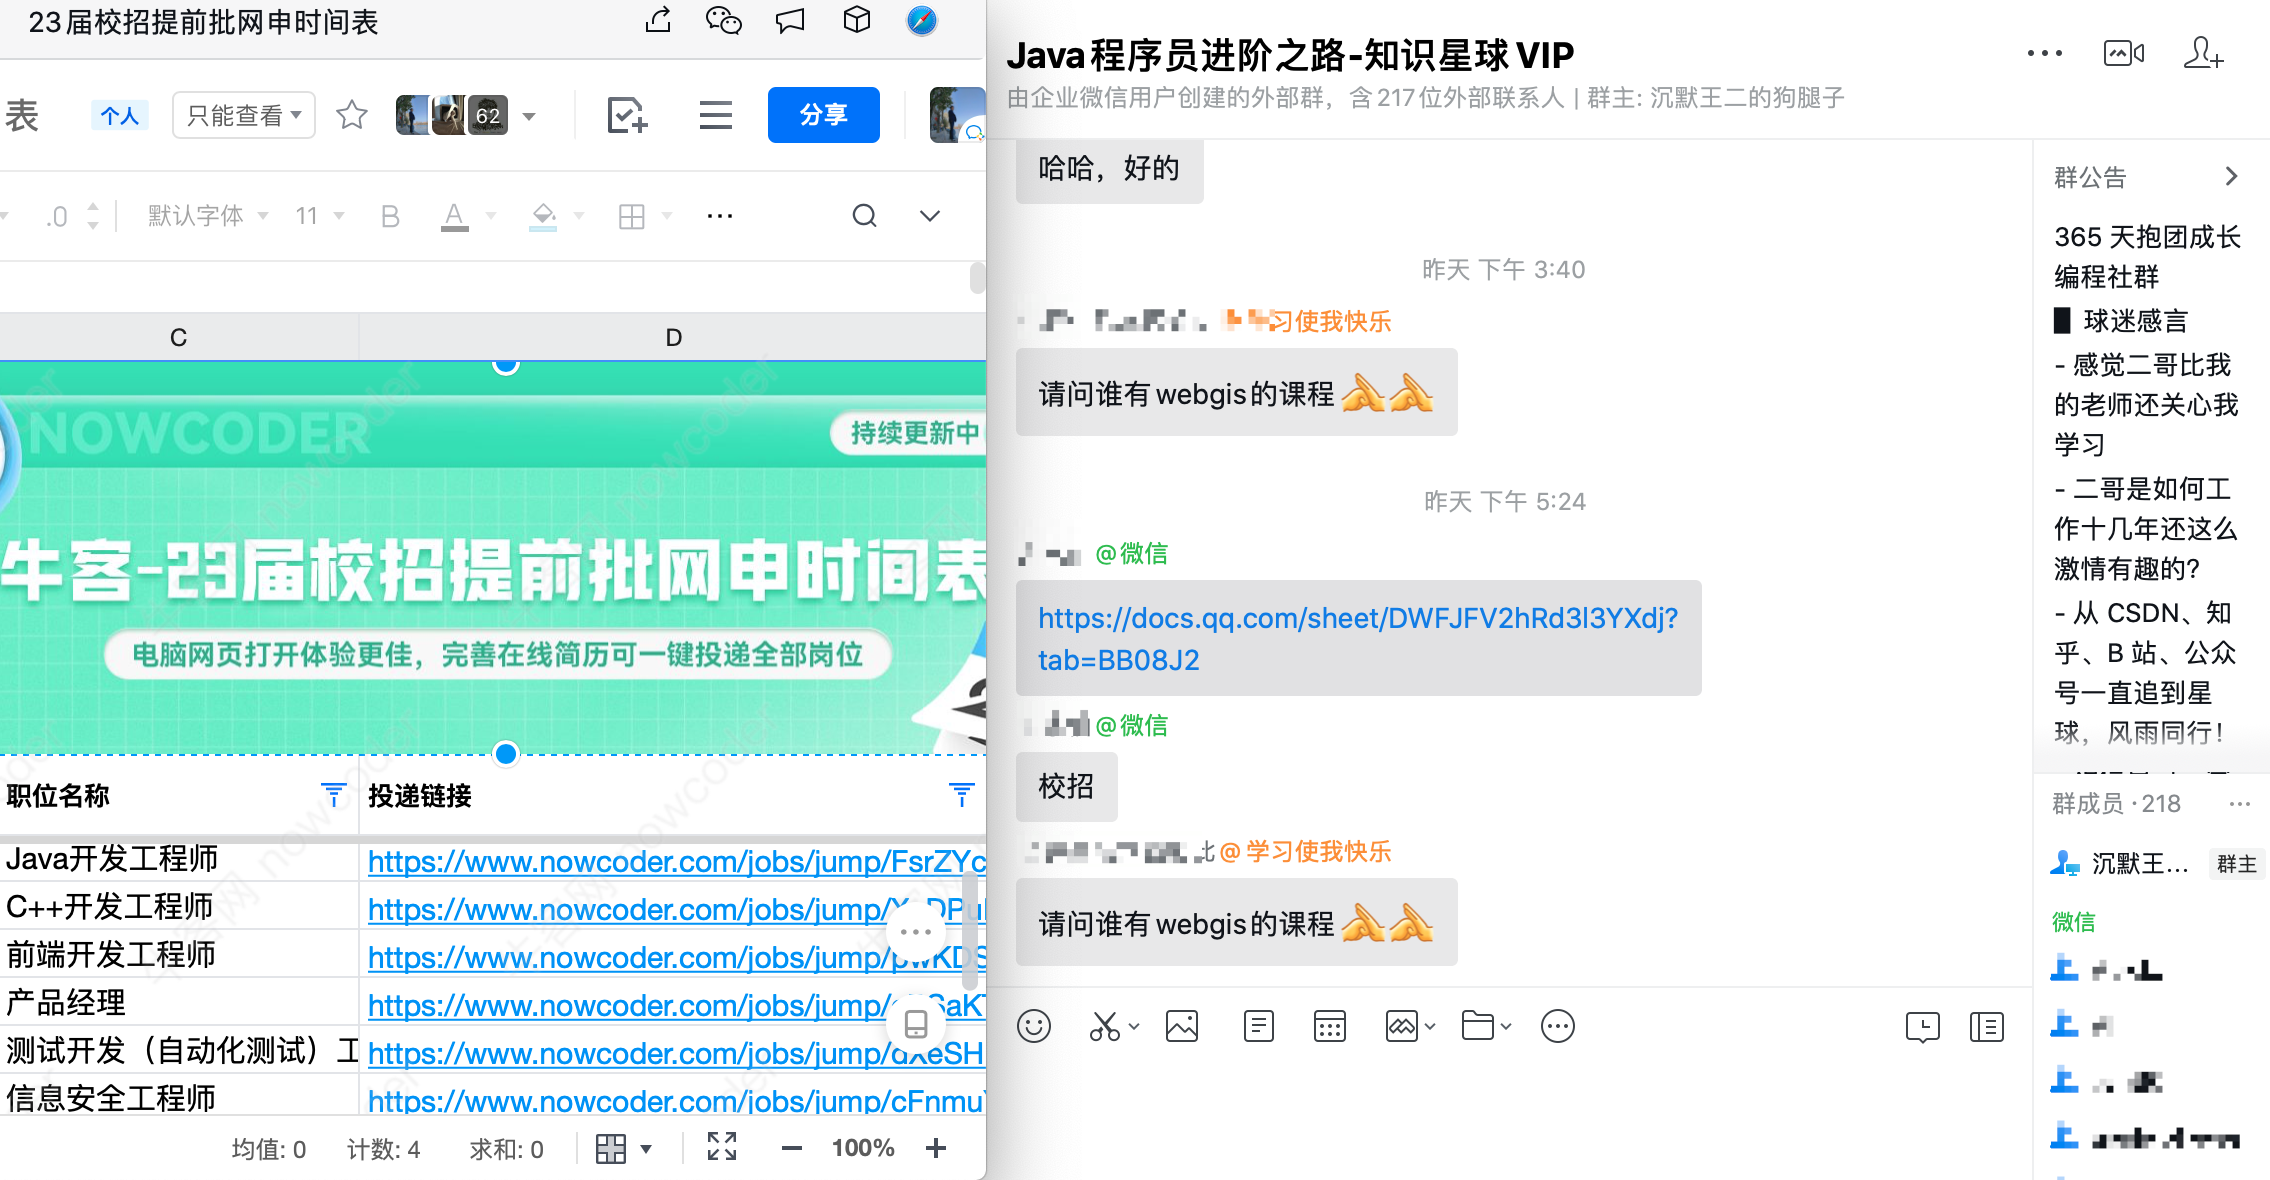 23届校招提前批网申时间表
表
个人
只能查看
62
分享
.0
默认字体
11
B
A
C
D
NOWCODER
持续更新中
牛客-23届校招提前批网申时间表
电脑网页打开体验更佳，完善在线简历可一键投递全部岗位
职位名称
投递链接
Java开发工程师
https://www.nowcoder.com/jobs/jump/FsrZYc
C++开发工程师
https://www.nowcoder.com/jobs/jump/
前端开发工程师
https://www.nowcoder.com/jobs/jump/
产品经理
https://www.nowcoder.com/jobs/jump/
测试开发（自动化测试）工
https://www.nowcoder.com/jobs/jump/dXeSH
信息安全工程师
https://www.nowcoder.com/jobs/jump/cFnmu
均值: 0
计数: 4
求和: 0
100%
Java程序员进阶之路-知识星球VIP
由企业微信用户创建的外部群，含217位外部联系人 | 群主: 沉默王二的狗腿子
哈哈，好的
昨天 下午 3:40
习使我快乐
请问谁有webgis的课程
昨天 下午 5:24
@微信
https://docs.qq.com/sheet/DWFJFV2hRd3l3YXdj?
tab=BB08J2
@微信
校招
@学习使我快乐
请问谁有webgis的课程
群公告
365 天抱团成长
编程社群
球迷感言
- 感觉二哥比我
的老师还关心我
学习
- 二哥是如何工
作十几年还这么
激情有趣的?
- 从 CSDN、知
乎、B 站、公众
号一直追到星
球，风雨同行！
群成员·218
沉默王...
群主
微信